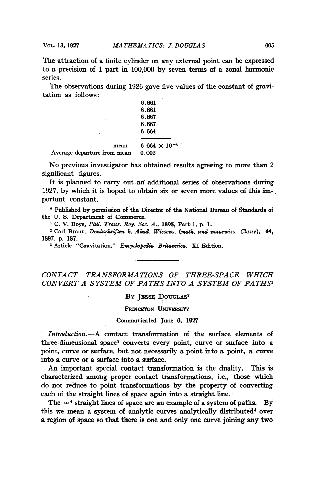 VOL. 13, 1927 MATHEMATICS: J. DOUGLAS 605
The attraction of a finite cylinder on any external point can be expressed
to a precision of 1 part in 100,000 by seven terms of a zonal harmonic
series.
The observations during 1926 gave five values of the constant of gravi-
tation as follows:
6.661
6.661
6.667
6.667
6.664
mean 6.664 × 10⁻⁸
Average departure from mean 0.002
No previous investigator has obtained results agreeing to more than 2
significant figures.
It is planned to carry out an additional series of observations during
1927, by which it is hoped to obtain six or seven more values of this im-
portant constant.
* Published by permission of the Director of the National Bureau of Standards of
the U. S. Department of Commerce.
¹ C. V. Boys, Phil. Trans. Roy. Soc. A., 1895, Part I, p. 1.
² Carl Braun, Denkschriften k. Akad. Wissens. (math. und naturwiss. Classe), 64,
1897, p. 187.
³ Article "Gravitation," Encyclopedia Britannica, XI Edition.
CONTACT TRANSFORMATIONS OF THREE-SPACE WHICH
CONVERT A SYSTEM OF PATHS INTO A SYSTEM OF PATHS¹
BY JESSE DOUGLAS²
PRINCETON UNIVERSITY
Communicated June 6, 1927
Introduction.—A contact transformation of the surface elements of
three-dimensional space³ converts every point, curve or surface into a
point, curve or surface, but not necessarily a point into a point, a curve
into a curve or a surface into a surface.
An important special contact transformation is the duality. This is
characterized among proper contact transformations, i.e., those which
do not reduce to point transformations by the property of converting
each of the straight lines of space again into a straight line.
The ∞⁴ straight lines of space are an example of a system of paths. By
this we mean a system of analytic curves analytically distributed⁴ over
a region of space so that there is one and only one curve joining any two